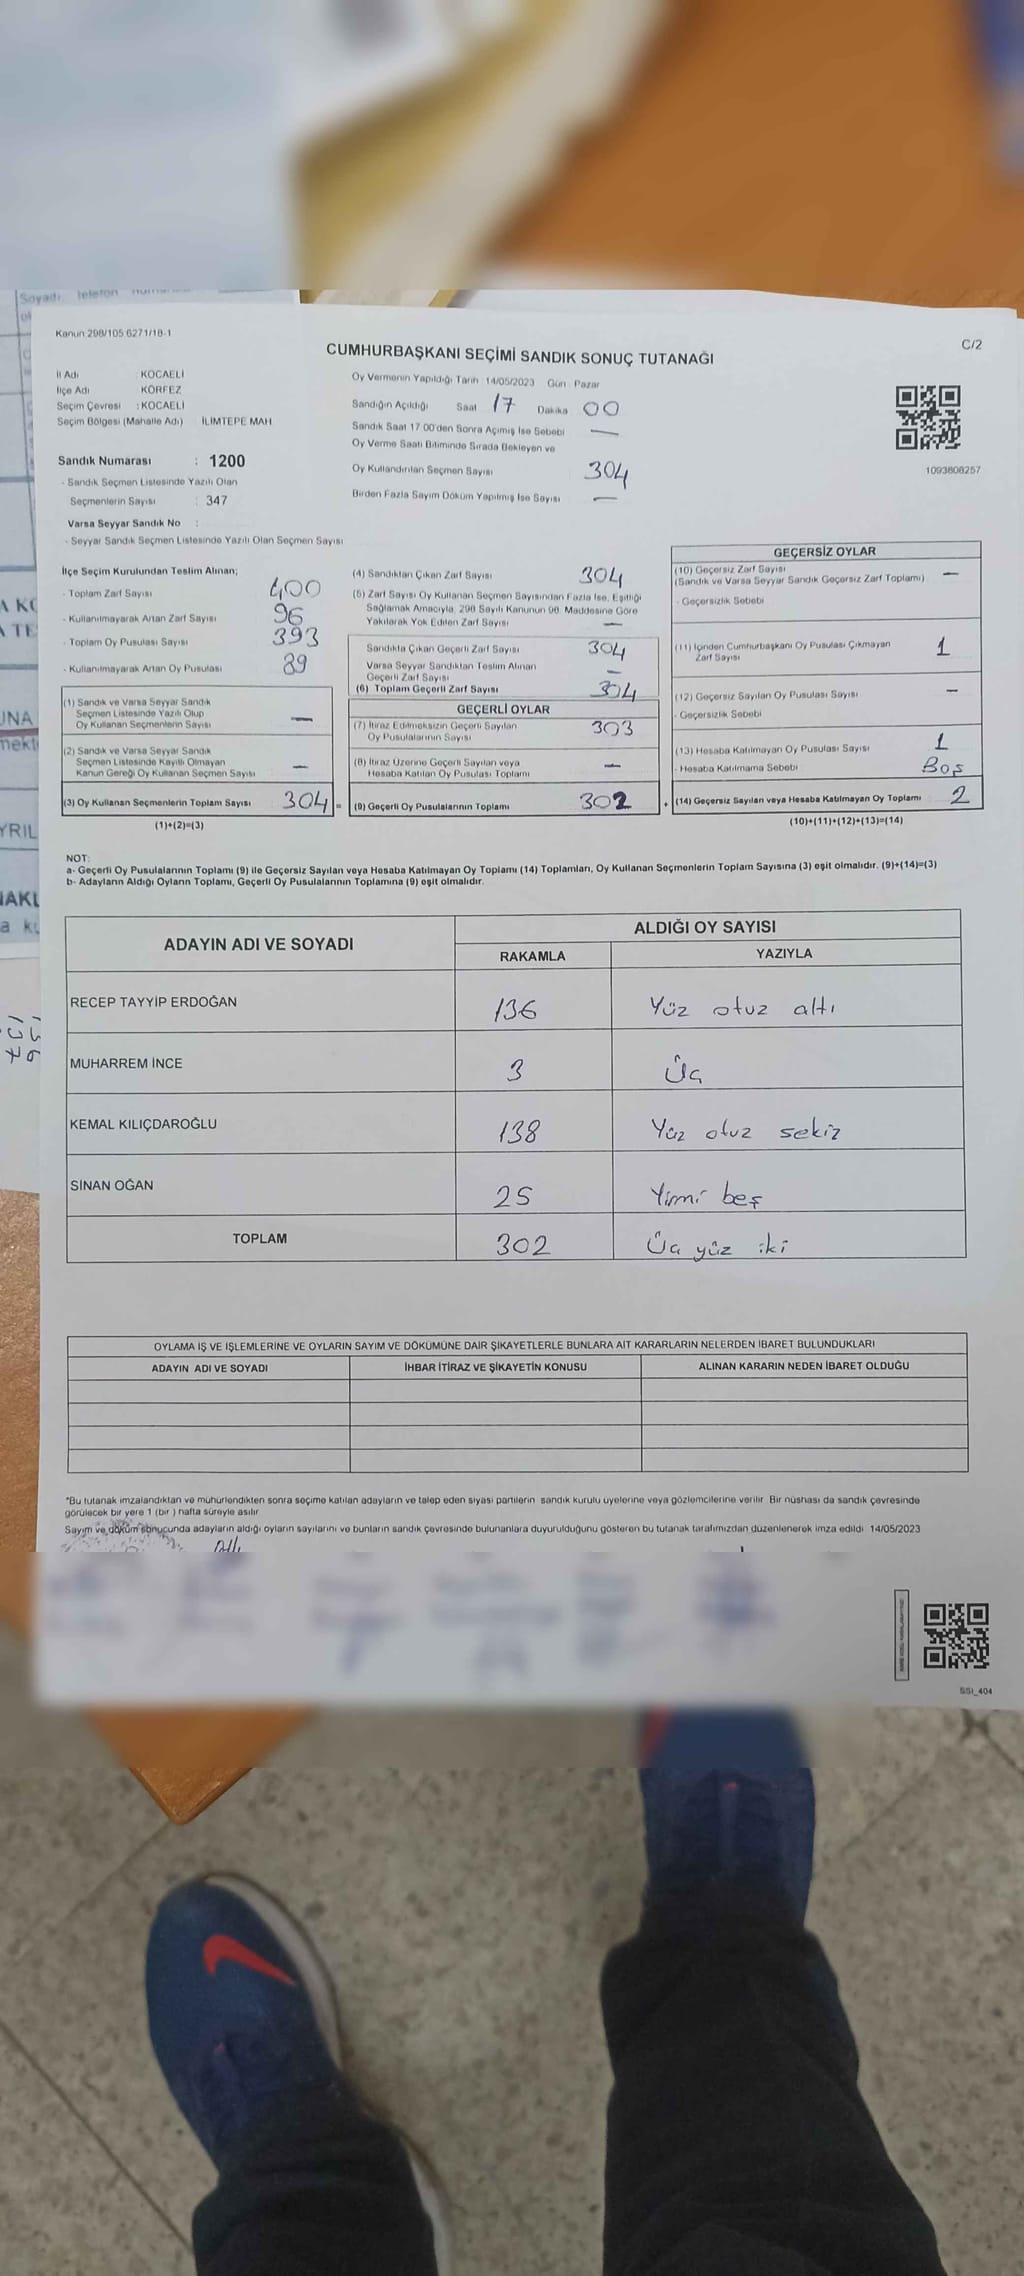 Soyadı, telefon
Kanun 298/105 6271/18-1
C/2
CUMHURBAŞKANI SEÇİMİ SANDIK SONUÇ TUTANAĞI
İl Adı : KOCAELİ
İlçe Adı KÖRFEZ
Seçim Çevresi : KOCAELİ
Seçim Bölgesi (Mahalle Adı) İLİMTEPE MAH
Sandık Numarası : 1200
- Sandık Seçmen Listesinde Yazılı Olan
Seçmenlerin Sayısı : 347
Varsa Seyyar Sandık No :
- Seyyar Sandık Seçmen Listesinde Yazılı Olan Seçmen Sayısı
Oy Vermenin Yapıldığı Tarih 14/05/2023 Gün Pazar
Sandığın Açıldığı Saat 17 Dakika 00
Sandık Saat 17 00'den Sonra Açımış İse Sebebi —
Oy Verme Saati Bitiminde Sırada Bekleyen ve
Oy Kullandırılan Seçmen Sayısı 304
Birden Fazla Sayım Döküm Yapılmış İse Sayısı —
1093808257
İlçe Seçim Kurulundan Teslim Alınan;
- Toplam Zarf Sayısı 400
- Kullanılmayarak Artan Zarf Sayısı 96
- Toplam Oy Pusulası Sayısı 393
- Kullanılmayarak Artan Oy Pusulası 89
(1) Sandık ve Varsa Seyyar Sandık
Seçmen Listesinde Yazılı Olup
Oy Kullanan Seçmenlerin Sayısı —
(2) Sandık ve Varsa Seyyar Sandık
Seçmen Listesinde Kayıtlı Olmayan
Kanun Gereği Oy Kullanan Seçmen Sayısı —
(3) Oy Kullanan Seçmenlerin Toplam Sayısı 304 =
(1)+(2)=(3)
(4) Sandıktan Çıkan Zarf Sayısı 304
(5) Zarf Sayısı Oy Kullanan Seçmen Sayısından Fazla İse, Eşitliği
Sağlamak Amacıyla, 298 Sayılı Kanunun 98. Maddesine Göre
Yakılarak Yok Edilen Zarf Sayısı —
Sandıkta Çıkan Geçerli Zarf Sayısı 304
Varsa Seyyar Sandıktan Teslim Alınan
Geçerli Zarf Sayısı —
(6) Toplam Geçerli Zarf Sayısı 304
GEÇERLİ OYLAR
(7) İtiraz Edilmeksizin Geçerli Sayılan
Oy Pusulalarının Sayısı 303
(8) İtiraz Üzerine Geçerli Sayılan veya
Hesaba Katılan Oy Pusulası Toplamı —
(9) Geçerli Oy Pusulalarının Toplamı 302 +
GEÇERSİZ OYLAR
(10) Geçersiz Zarf Sayısı —
(Sandık ve Varsa Seyyar Sandık Geçersiz Zarf Toplamı)
- Geçersizlik Sebebi
(11) İçinden Cumhurbaşkanı Oy Pusulası Çıkmayan
Zarf Sayısı 1
(12) Geçersiz Sayılan Oy Pusulası Sayısı —
- Geçersizlik Sebebi
(13) Hesaba Katılmayan Oy Pusulası Sayısı 1
- Hesaba Katılmama Sebebi Boş
(14) Geçersiz Sayılan veya Hesaba Katılmayan Oy Toplamı 2
(10)+(11)+(12)+(13)=(14)
NOT:
a- Geçerli Oy Pusulalarının Toplamı (9) ile Geçersiz Sayılan veya Hesaba Katılmayan Oy Toplamı (14) Toplamları, Oy Kullanan Seçmenlerin Toplam Sayısına (3) eşit olmalıdır. (9)+(14)=(3)
b- Adayların Aldığı Oyların Toplamı, Geçerli Oy Pusulalarının Toplamına (9) eşit olmalıdır.
ADAYIN ADI VE SOYADI
ALDIĞI OY SAYISI
RAKAMLA YAZIYLA
RECEP TAYYİP ERDOĞAN 136 Yüz otuz altı
MUHARREM İNCE 3 Üç
KEMAL KILIÇDAROĞLU 138 Yüz otuz sekiz
SİNAN OĞAN 25 Yirmi beş
TOPLAM 302 Üç yüz iki
OYLAMA İŞ VE İŞLEMLERİNE VE OYLARIN SAYIM VE DÖKÜMÜNE DAİR ŞİKAYETLERLE BUNLARA AİT KARARLARIN NELERDEN İBARET BULUNDUKLARI
ADAYIN ADI VE SOYADI İHBAR İTİRAZ VE ŞİKAYETİN KONUSU ALINAN KARARIN NEDEN İBARET OLDUĞU
*Bu tutanak imzalandıktan ve mühürlendikten sonra seçime katılan adayların ve talep eden siyasi partilerin sandık kurulu üyelerine veya gözlemcilerine verilir Bir nüshası da sandık çevresinde
görülecek bir yere 1 (bir ) hafta süreyle asılır
Sayım ve döküm sonucunda adayların aldığı oyların sayılarını ve bunların sandık çevresinde bulunanlara duyurulduğunu gösteren bu tutanak tarafımızdan düzenlenerek imza edildi 14/05/2023
SSI_404